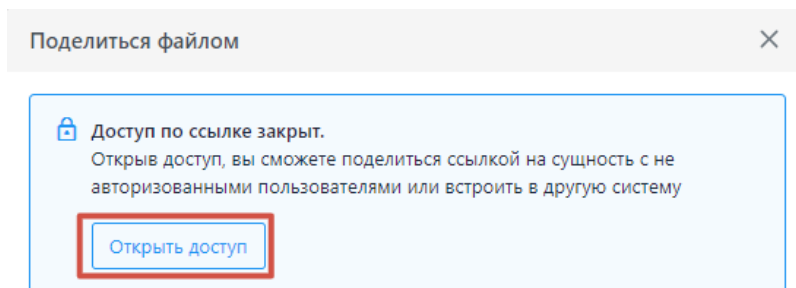 Поделиться файлом
Доступ по ссылке закрыт.
Открыв доступ, вы сможете поделиться ссылкой на сущность с не
авторизованными пользователями или встроить в другую систему
Открыть доступ